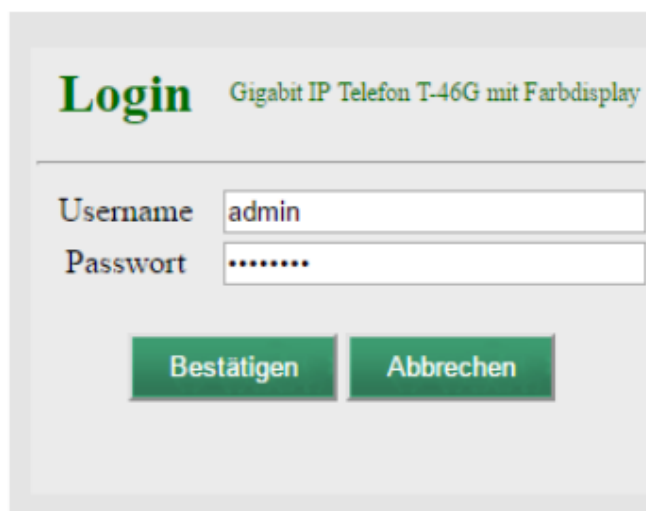 Login Gigabit IP Telefon T-46G mit Farbdisplay
Username admin
Passwort ••••••••
Bestätigen Abbrechen